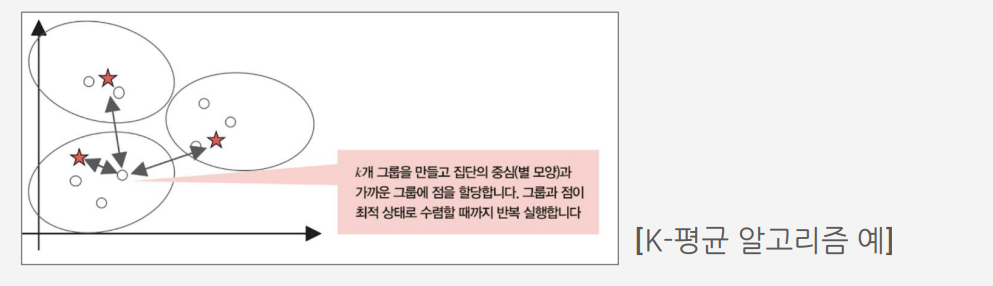 k개 그룹을 만들고 집단의 중심(별 모양)과
가까운 그룹에 점을 할당합니다. 그룹과 점이
최적 상태로 수렴할 때까지 반복 실행합니다
[K-평균 알고리즘 예]